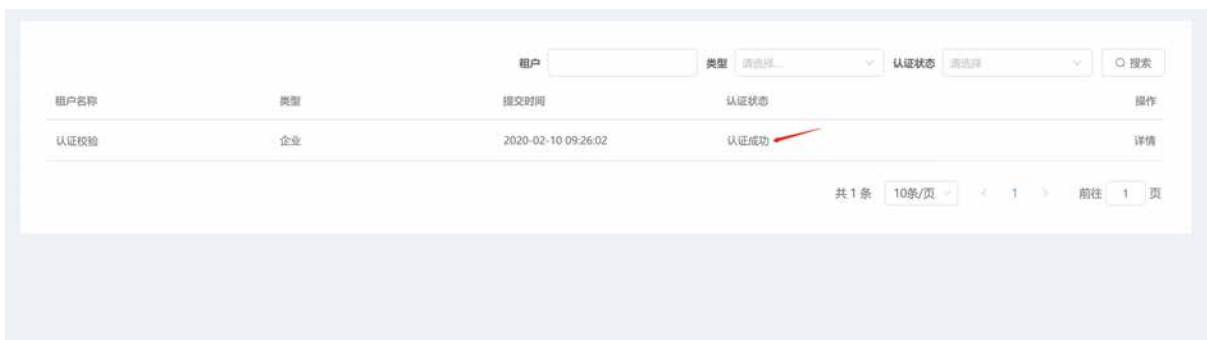 租户 类型 请选择... 认证状态 请选择 搜索
租户名称 类型 提交时间 认证状态 操作
认证校验 企业 2020-02-10 09:26:02 认证成功 详情
共 1 条 10条/页 < 1 > 前往 1 页